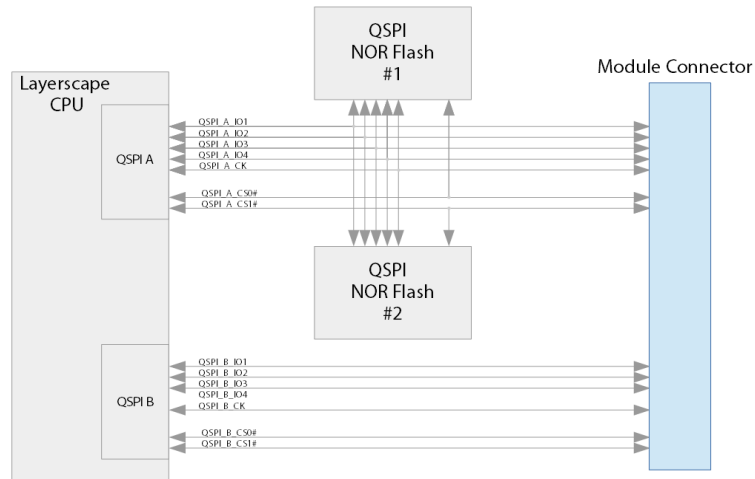 QSPI
NOR Flash
#1
Module Connector
Layerscape
CPU
QSPI A
QSPI_A_IO1
QSPI_A_IO2
QSPI_A_IO3
QSPI_A_IO4
QSPI_A_CK
QSPI_A_CS0#
QSPI_A_CS1#
QSPI
NOR Flash
#2
QSPI B
QSPI_B_IO1
QSPI_B_IO2
QSPI_B_IO3
QSPI_B_IO4
QSPI_B_CK
QSPI_B_CS0#
QSPI_B_CS1#